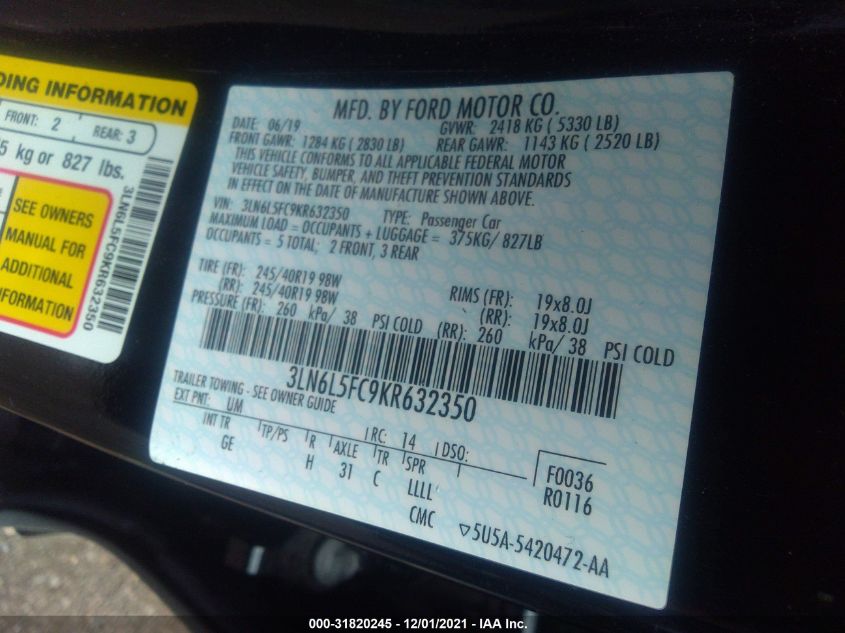 DING INFORMATION
FRONT: 2
REAR: 3
5 kg or 827 lbs.
SEE OWNERS
MANUAL FOR
ADDITIONAL
INFORMATION
3LN6L5FC9KR632350
MFD. BY FORD MOTOR CO.
DATE: 06/19 GVWR: 2418 KG ( 5330 LB)
FRONT GAWR: 1284 KG ( 2830 LB) REAR GAWR: 1143 KG ( 2520 LB)
THIS VEHICLE CONFORMS TO ALL APPLICABLE FEDERAL MOTOR
VEHICLE SAFETY, BUMPER, AND THEFT PREVENTION STANDARDS
IN EFFECT ON THE DATE OF MANUFACTURE SHOWN ABOVE.
VIN: 3LN6L5FC9KR632350 TYPE: Passenger Car
MAXIMUM LOAD = OCCUPANTS + LUGGAGE = 375KG/ 827LB
OCCUPANTS = 5 TOTAL; 2 FRONT, 3 REAR
TIRE (FR): 245/40R19 98W RIMS (FR): 19x8.0J
(RR): 245/40R19 98W (RR): 19x8.0J
PRESSURE (FR): 260 kPa/ 38 PSI COLD (RR): 260 kPa/ 38 PSI COLD
3LN6L5FC9KR632350
TRAILER TOWING - SEE OWNER GUIDE
EXT PNT: UM RC: 14 DSO:
INT TR TP/PS R AXLE TR SPR
GE H 31 C LLLL
F0036
R0116
CMC ▽5U5A-5420472-AA
000-31820245 - 12/01/2021 - IAA Inc.